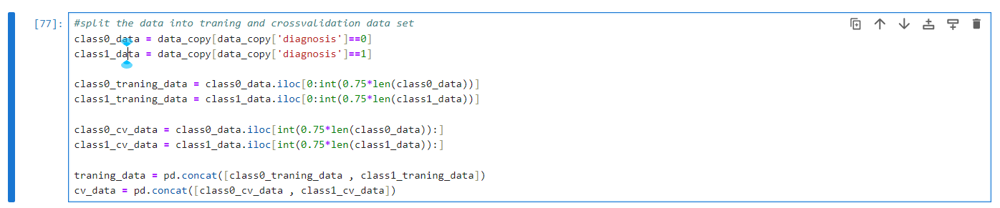 [77]:
#split the data into traning and crossvalidation data set
class0_data = data_copy[data_copy['diagnosis']==0]
class1_data = data_copy[data_copy['diagnosis']==1]
class0_traning_data = class0_data.iloc[0:int(0.75*len(class0_data))]
class1_traning_data = class1_data.iloc[0:int(0.75*len(class1_data))]
class0_cv_data = class0_data.iloc[int(0.75*len(class0_data)):]
class1_cv_data = class1_data.iloc[int(0.75*len(class1_data)):]
traning_data = pd.concat([class0_traning_data , class1_traning_data])
cv_data = pd.concat([class0_cv_data , class1_cv_data])